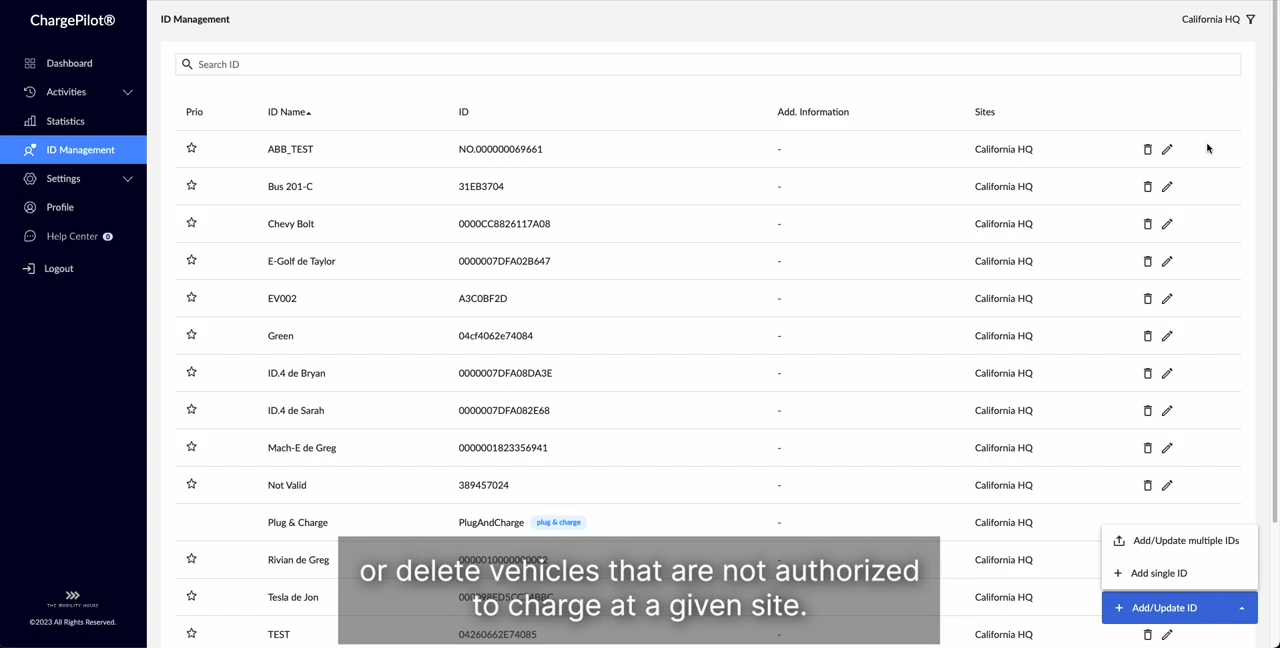 ChargePilot®
Dashboard
Activities
Statistics
ID Management
Settings
Profile
Help Center 0
Logout
THE MOBILITY HOUSE
©2023 All Rights Reserved.
ID Management
California HQ
Search ID
Prio ID Name ID Add. Information Sites
ABB_TEST NO.000000069661 - California HQ
Bus 201-C 31EB3704 - California HQ
Chevy Bolt 0000CC8826117A08 - California HQ
E-Golf de Taylor 0000007DFA02B647 - California HQ
EV002 A3C0BF2D - California HQ
Green 04cf4062e74084 - California HQ
ID.4 de Bryan 0000007DFA08DA3E - California HQ
ID.4 de Sarah 0000007DFA082E68 - California HQ
Mach-E de Greg 0000001823356941 - California HQ
Not Valid 389457024 - California HQ
Plug & Charge PlugAndCharge plug & charge - California HQ
Rivian de Greg California HQ
Tesla de Jon California HQ
TEST 04260662E74085 - California HQ
Add/Update multiple IDs
Add single ID
Add/Update ID
or delete vehicles that are not authorized
to charge at a given site.